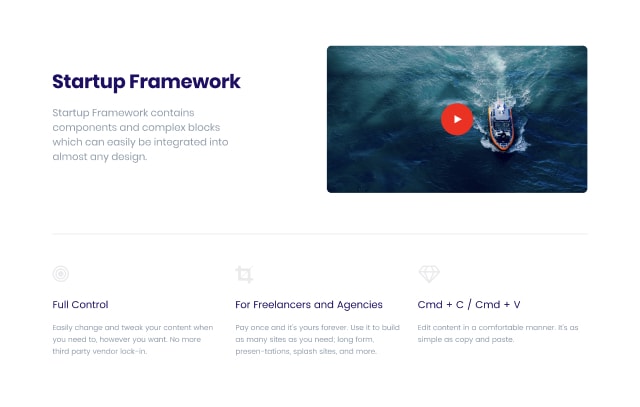 Startup Framework
Startup Framework contains
components and complex blocks
which can easily be integrated into
almost any design.
Full Control
Easily change and tweak your content when
you need to, however you want. No more
third party vendor lock-in.
For Freelancers and Agencies
Pay once and it's yours forever. Use it to build
as many sites as you need, long form,
presen-tations, splash sites, and more.
Cmd + C / Cmd + V
Edit content in a comfortable manner. It's as
simple as copy and paste.